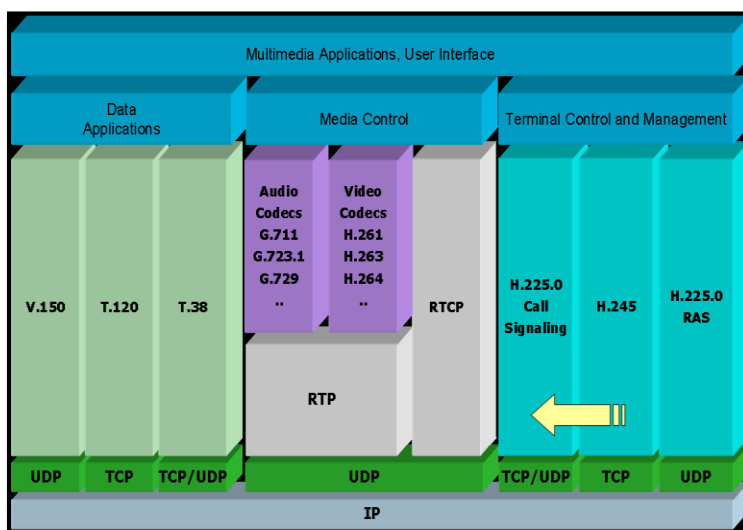 Multimedia Applications, User Interface
Data
Applications
Media Control
Terminal Control and Management
V.150
T.120
T.38
Audio
Codecs
G.711
G.723.1
G.729
..
Video
Codecs
H.261
H.263
H.264
..
RTP
RTCP
H.225.0
Call
Signaling
H.245
H.225.0
RAS
UDP
TCP
TCP/UDP
UDP
TCP/UDP
TCP
UDP
IP